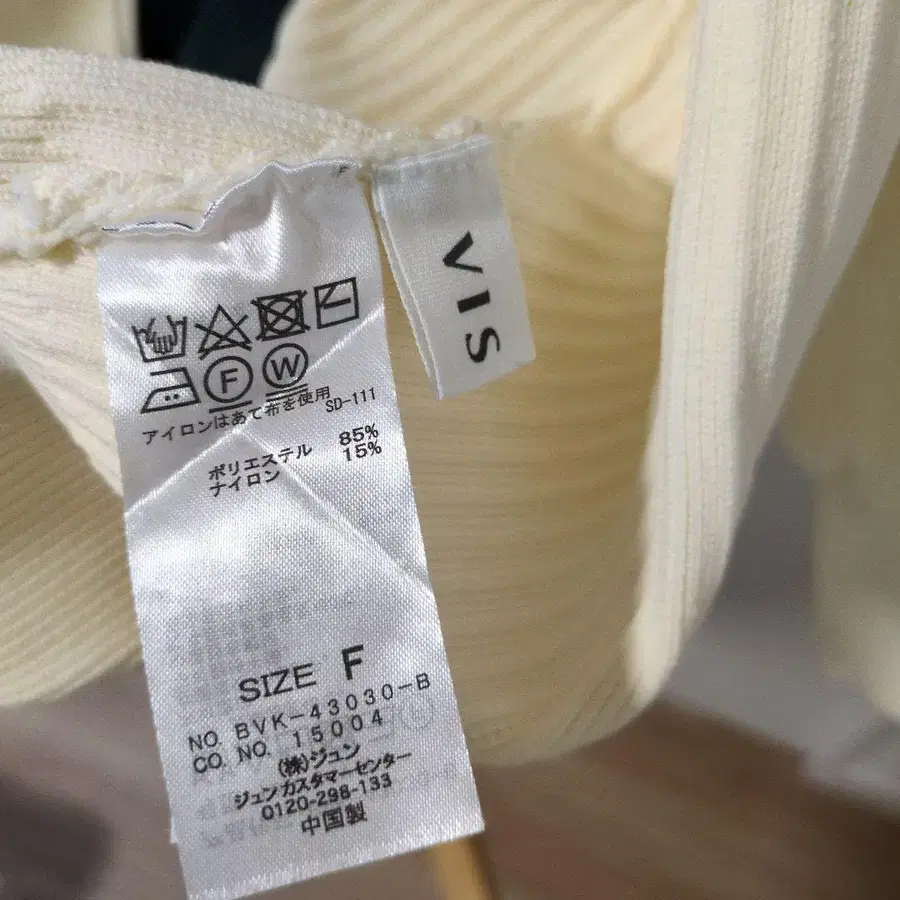 VIS
F
W
アイロンはあて布を使用
SD-111
ポリエステル 85%
ナイロン 15%
SIZE F
NO. BVK-43030-B
CO. NO. 15004
(株)ジュン
ジュンカスタマーセンター
0120-298-133
中国製